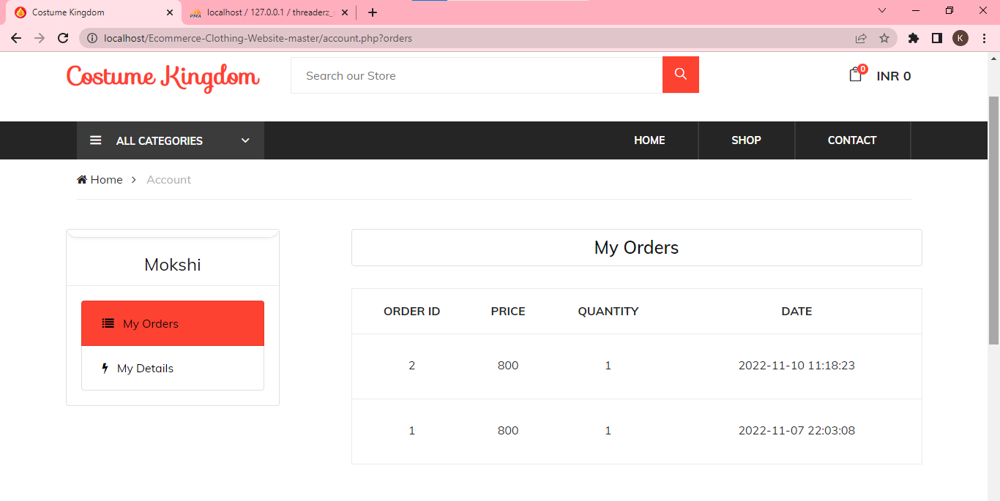 Costume Kingdom
localhost / 127.0.0.1 / threaderz_
localhost/Ecommerce-Clothing-Website-master/account.php?orders
K
Costume Kingdom
Search our Store
0
INR 0
ALL CATEGORIES
HOME
SHOP
CONTACT
Home > Account
Mokshi
My Orders
My Details
My Orders
ORDER ID PRICE QUANTITY DATE
2 800 1 2022-11-10 11:18:23
1 800 1 2022-11-07 22:03:08